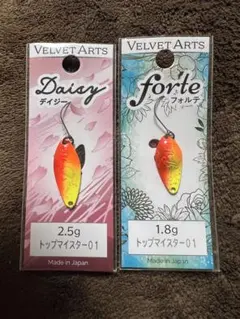 VELVET ARTS
Daisy
デイジー
2.5g
トップマイスター01
Made in Japan
VELVET ARTS
forte
フォルテ
1.8g
トップマイスター01
Made in Japan